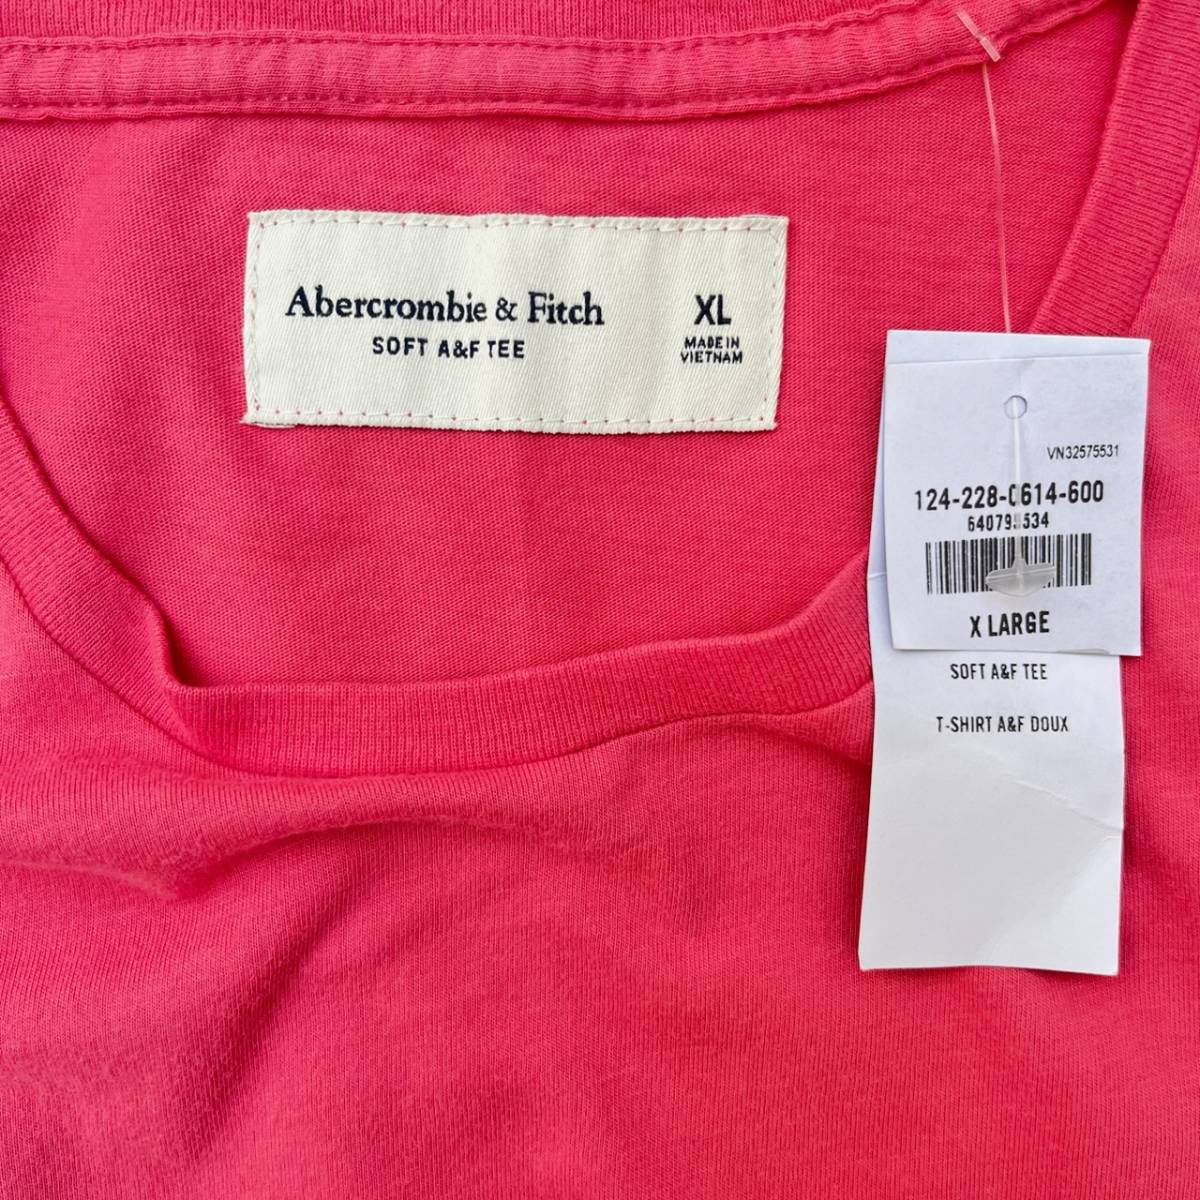 Abercrombie & Fitch
SOFT A&F TEE
XL
MADE IN
VIETNAM
VN32575531
124-228-0614-600
X LARGE
SOFT A&F TEE
T-SHIRT A&F DOUX